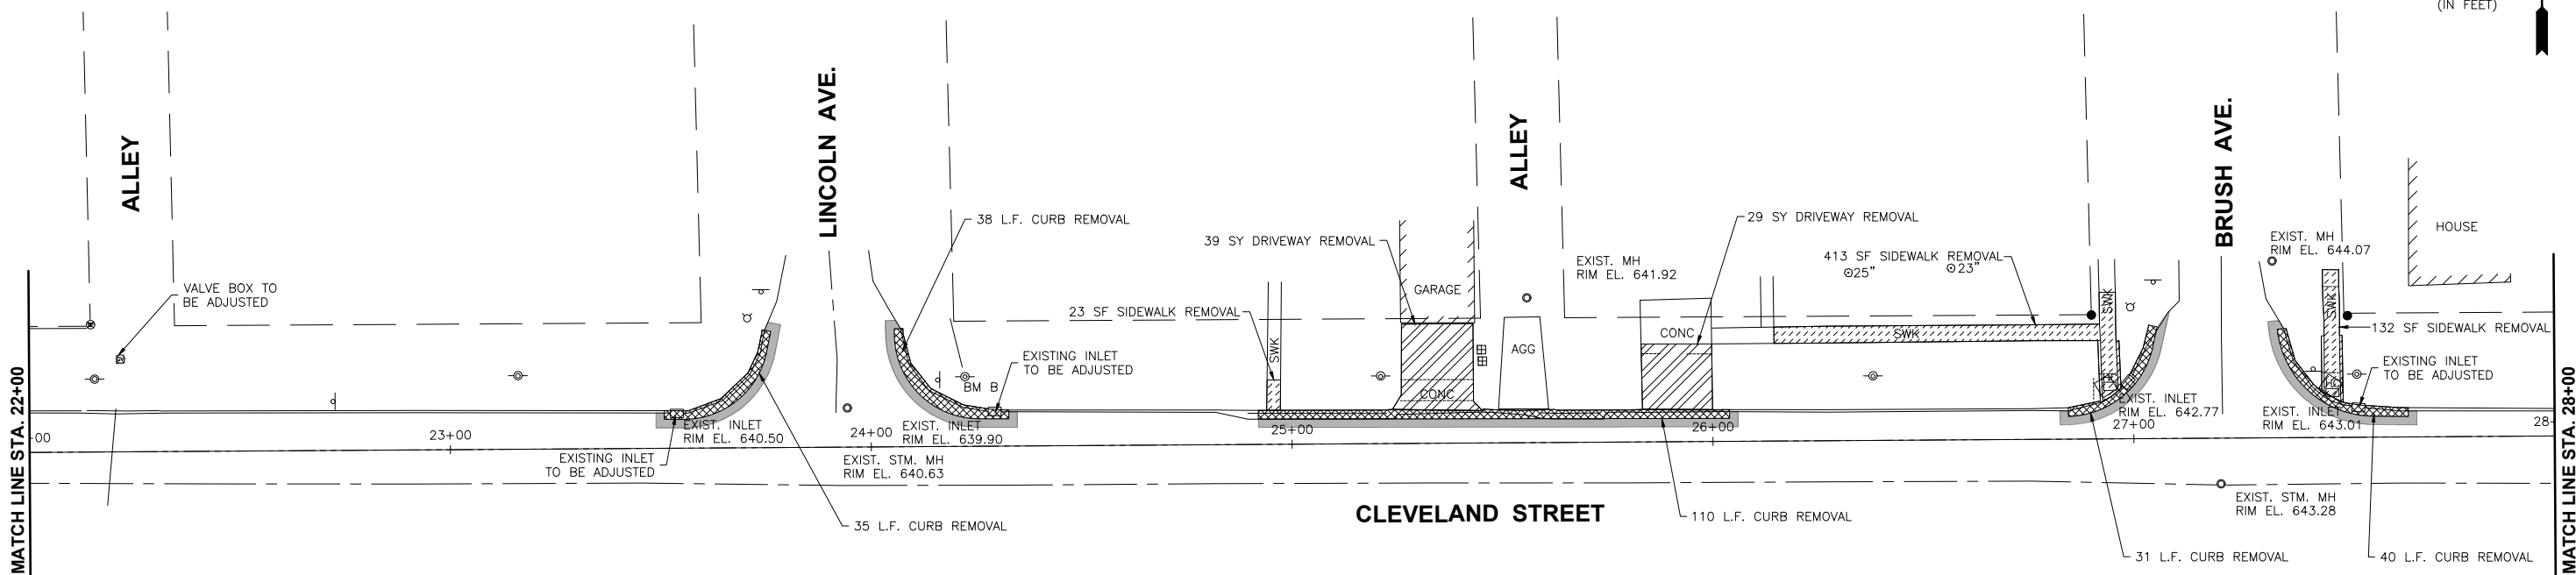 (IN FEET)
ALLEY
LINCOLN AVE.
ALLEY
BRUSH AVE.
MATCH LINE STA. 22+00
MATCH LINE STA. 28+00
VALVE BOX TO
BE ADJUSTED
38 L.F. CURB REMOVAL
EXISTING INLET
TO BE ADJUSTED
BM B
23 SF SIDEWALK REMOVAL
SWK
39 SY DRIVEWAY REMOVAL
GARAGE
CONC
AGG
EXIST. MH
RIM EL. 641.92
CONC
29 SY DRIVEWAY REMOVAL
413 SF SIDEWALK REMOVAL
25"
23"
SWK
SWK
EXIST. MH
RIM EL. 644.07
HOUSE
SWK
132 SF SIDEWALK REMOVAL
EXISTING INLET
TO BE ADJUSTED
EXIST. INLET
RIM EL. 642.77
EXIST. INLET
RIM EL. 643.01
+00
23+00
EXIST. INLET
RIM EL. 640.50
24+00
EXIST. INLET
RIM EL. 639.90
25+00
26+00
27+00
28
EXISTING INLET
TO BE ADJUSTED
EXIST. STM. MH
RIM EL. 640.63
35 L.F. CURB REMOVAL
CLEVELAND STREET
110 L.F. CURB REMOVAL
EXIST. STM. MH
RIM EL. 643.28
31 L.F. CURB REMOVAL
40 L.F. CURB REMOVAL